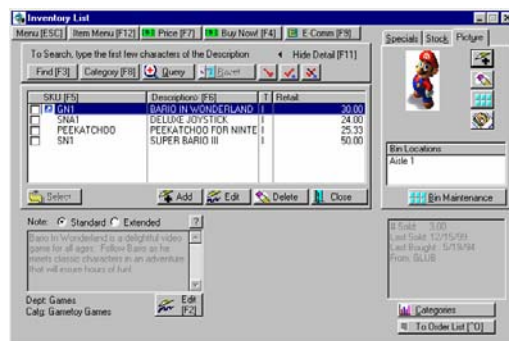 Inventory List
Menu [ESC] Item Menu [F12] Price [F7] Buy Now! [F4] E-Comm [F9]
Specials Stock Picture
To Search, type the first few characters of the Description
Hide Detail [F11]
Find [F3] Category [F8] Query Reset
SKU [F5] Description [F6] T Retail
GN1 BARIO IN WONDERLAND I 30.00
SNA1 DELUXE JOYSTICK I 24.00
PEEKATCHOO PEEKATCHOO FOR NINTE I 25.33
SN1 SUPER BARIO III I 50.00
Bin Locations
Aisle 1
Select Add Edit Delete Close
Bin Maintenance
Note: Standard Extended ?
Bario In Wonderland is a delightful video
game for all ages. Follow Bario as he
meets classic characters in an adventure
that will ensure hours of fun!
# Sold: 3.00
Last Sold: 12/15/99
Last Bought: 5/19/94
From: GLUB
Dept: Games
Catg: Gametoy Games
Edit
[F2]
Categories
To Order List [^O]